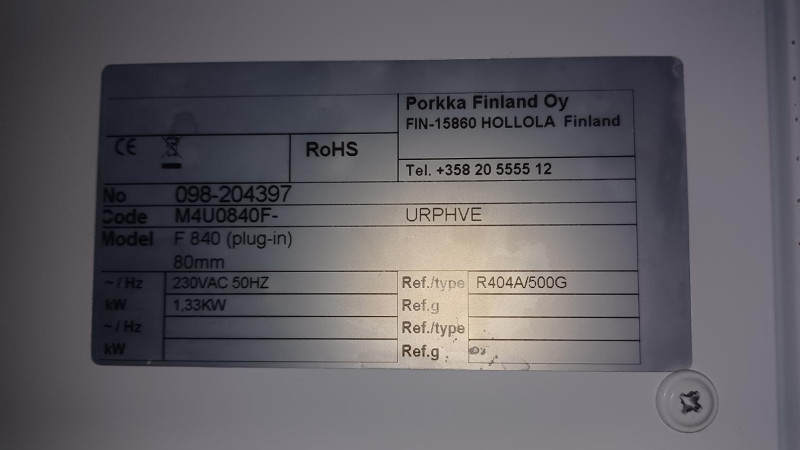 Porkka Finland Oy
FIN-15860 HOLLOLA Finland
CE
RoHS
Tel. +358 20 5555 12
No 098-204397
Code M4U0840F- URPHVE
Model F 840 (plug-in)
80mm
~ / Hz 230VAC 50HZ Ref./type R404A/500G
kW 1,33KW Ref.g
~ / Hz Ref./type
kW Ref.g